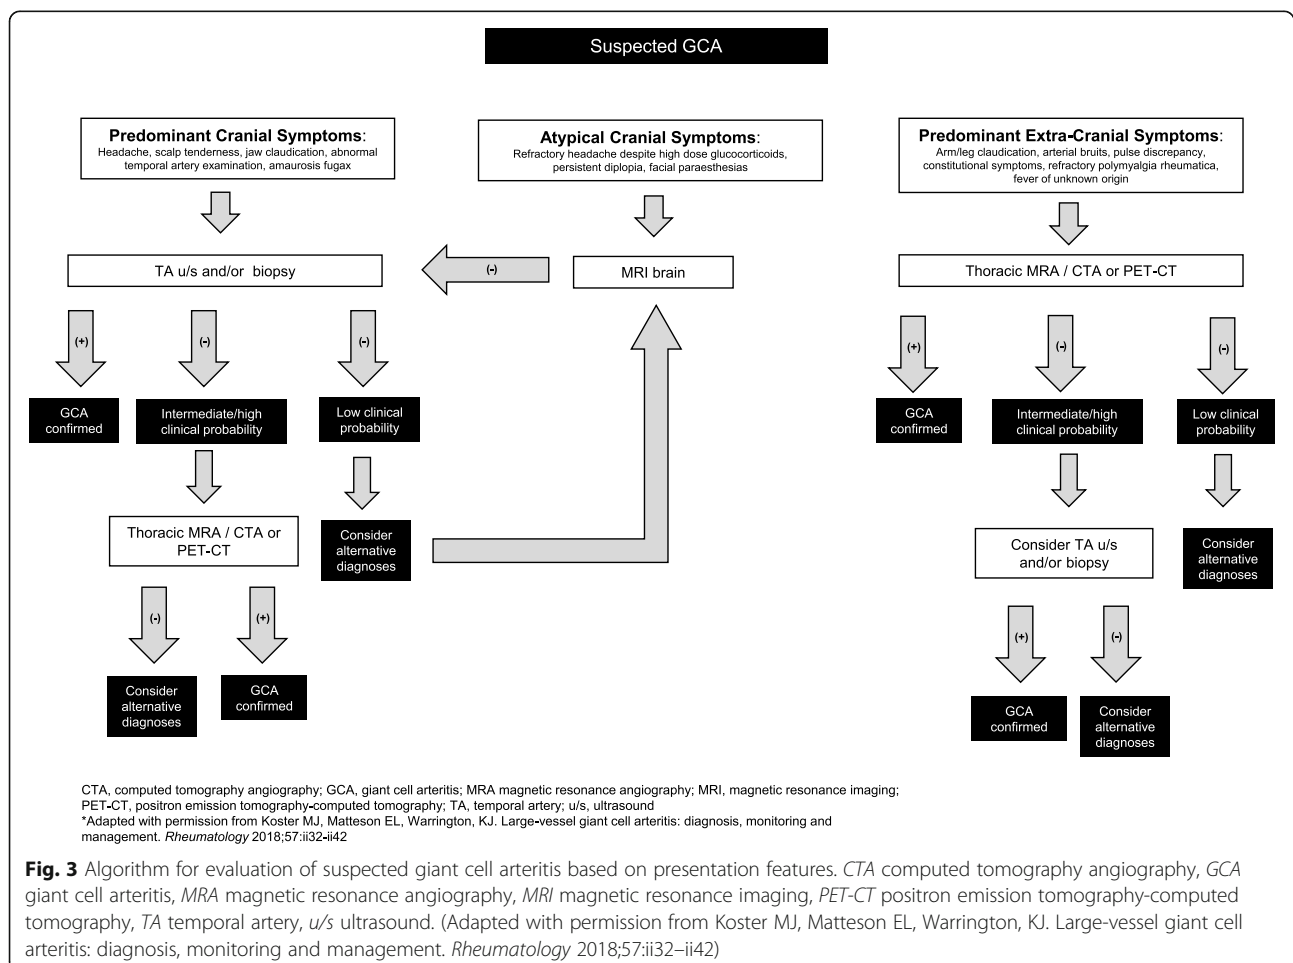 Suspected GCA
Predominant Cranial Symptoms:
Headache, scalp tenderness, jaw claudication, abnormal
temporal artery examination, amaurosis fugax
Atypical Cranial Symptoms:
Refractory headache despite high dose glucocorticoids,
persistent diplopia, facial paraesthesias
Predominant Extra-Cranial Symptoms:
Arm/leg claudication, arterial bruits, pulse discrepancy,
constitutional symptoms, refractory polymyalgia rheumatica,
fever of unknown origin
TA u/s and/or biopsy
(-)
MRI brain
Thoracic MRA / CTA or PET-CT
(+)
(-)
(-)
(+)
(-)
(-)
GCA
confirmed
Intermediate/high
clinical probability
Low clinical
probability
GCA
confirmed
Intermediate/high
clinical probability
Low clinical
probability
Thoracic MRA / CTA or
PET-CT
Consider
alternative
diagnoses
Consider TA u/s
and/or biopsy
Consider
alternative
diagnoses
(-)
(+)
(+)
(-)
Consider
alternative
diagnoses
GCA
confirmed
GCA
confirmed
Consider
alternative
diagnoses
CTA, computed tomography angiography; GCA, giant cell arteritis; MRA magnetic resonance angiography; MRI, magnetic resonance imaging;
PET-CT, positron emission tomography-computed tomography; TA, temporal artery; u/s, ultrasound
*Adapted with permission from Koster MJ, Matteson EL, Warrington, KJ. Large-vessel giant cell arteritis: diagnosis, monitoring and
management. Rheumatology 2018;57:ii32-ii42
Fig. 3 Algorithm for evaluation of suspected giant cell arteritis based on presentation features. CTA computed tomography angiography, GCA
giant cell arteritis, MRA magnetic resonance angiography, MRI magnetic resonance imaging, PET-CT positron emission tomography-computed
tomography, TA temporal artery, u/s ultrasound. (Adapted with permission from Koster MJ, Matteson EL, Warrington, KJ. Large-vessel giant cell
arteritis: diagnosis, monitoring and management. Rheumatology 2018;57:ii32–ii42)